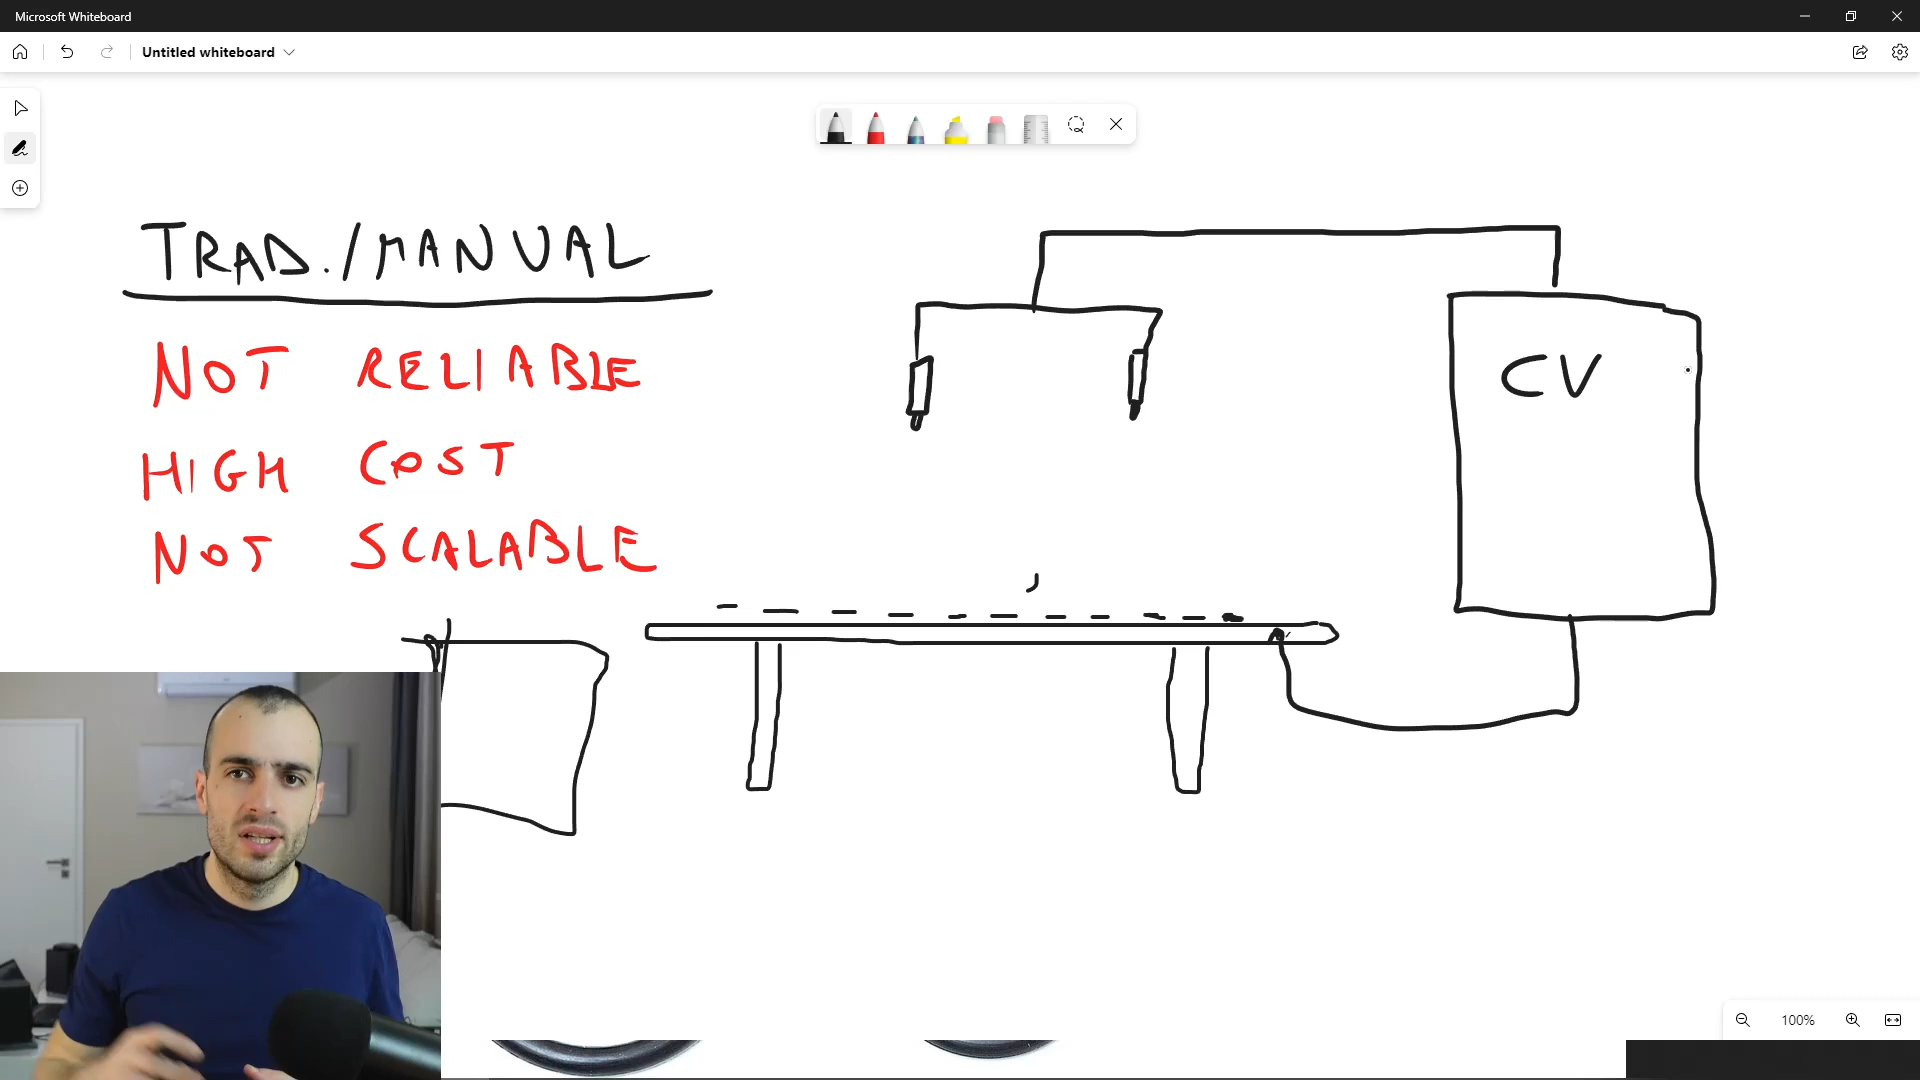 Microsoft Whiteboard
Untitled whiteboard
TRAD./MANUAL
NOT RELIABLE
HIGH COST
NOT SCALABLE
CV
100%